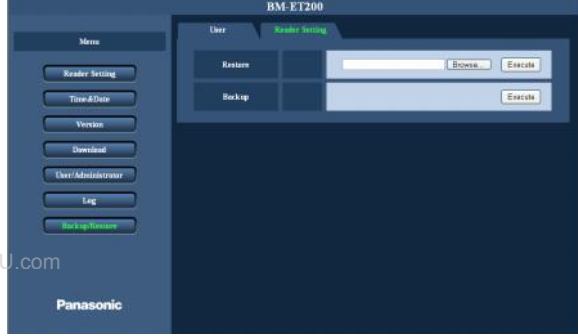 BM-ET200
Menu
Reader Setting
Time&Date
Version
Download
User/Administrator
Log
Backup/Restore
U.com
Panasonic
User
Reader Setting
Restore
Browse...
Execute
Backup
Execute